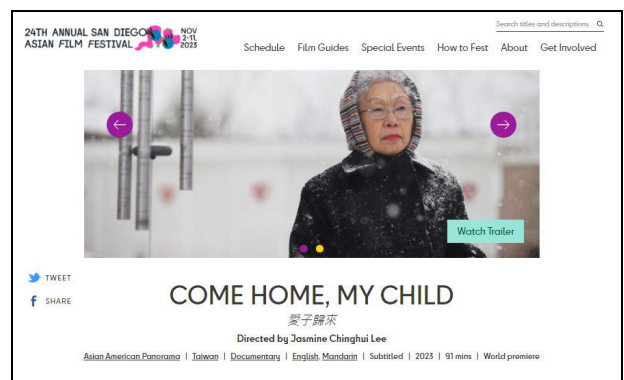 Search titles and descriptions
24TH ANNUAL SAN DIEGO
ASIAN FILM FESTIVAL
NOV
2-11,
2023
Schedule Film Guides Special Events How to Fest About Get Involved
Watch Trailer
TWEET
SHARE
COME HOME, MY CHILD
愛子歸來
Directed by Jasmine Chinghui Lee
Asian American Panorama | Taiwan | Documentary | English, Mandarin | Subtitled | 2023 | 91 mins | World premiere